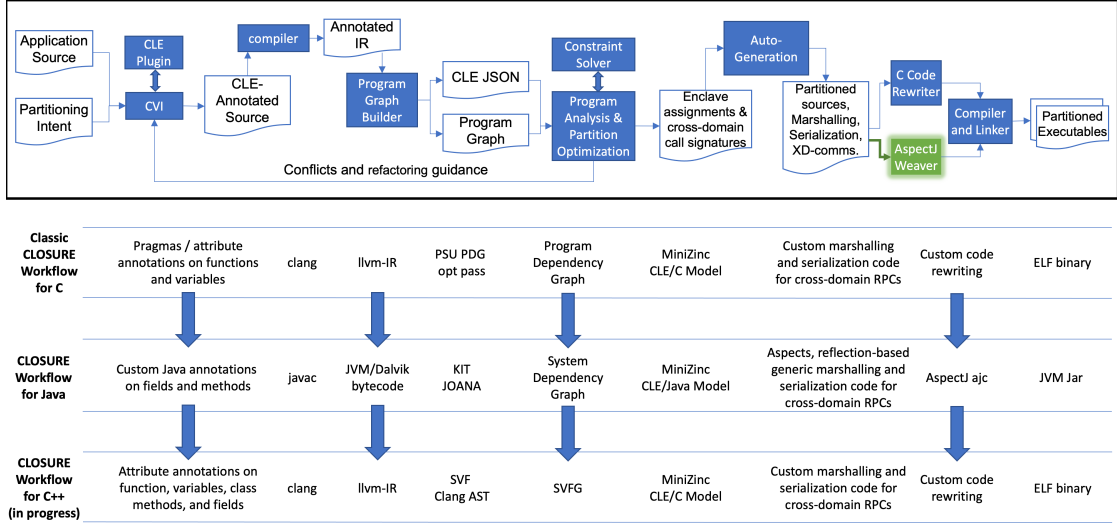 Application
Source
Partitioning
Intent
CLE
Plugin
CVI
compiler
CLE-
Annotated
Source
Annotated
IR
Program
Graph
Builder
CLE JSON
Program
Graph
Constraint
Solver
Program
Analysis &
Partition
Optimization
Enclave
assignments &
cross-domain
call signatures
Auto-
Generation
Partitioned
sources,
Marshalling,
Serialization,
XD-comms.
C Code
Rewriter
AspectJ
Weaver
Compiler
and Linker
Partitioned
Executables
Conflicts and refactoring guidance
Classic
CLOSURE
Workflow
for C
Pragmas / attribute
annotations on functions
and variables
clang
llvm-IR
PSU PDG
opt pass
Program
Dependency
Graph
MiniZinc
CLE/C Model
Custom marshalling
and serialization code
for cross-domain RPCs
Custom code
rewriting
ELF binary
CLOSURE
Workflow
for Java
Custom Java annotations
on fields and methods
javac
JVM/Dalvik
bytecode
KIT
JOANA
System
Dependency
Graph
MiniZinc
CLE/Java Model
Aspects, reflection-based
generic marshalling and
serialization code for
cross-domain RPCs
AspectJ ajc
JVM Jar
CLOSURE
Workflow
for C++
(in progress)
Attribute annotations on
function, variables, class
methods, and fields
clang
llvm-IR
SVF
Clang AST
SVFG
MiniZinc
CLE/C Model
Custom marshalling and
serialization code for
cross-domain RPCs
Custom code
rewriting
ELF binary